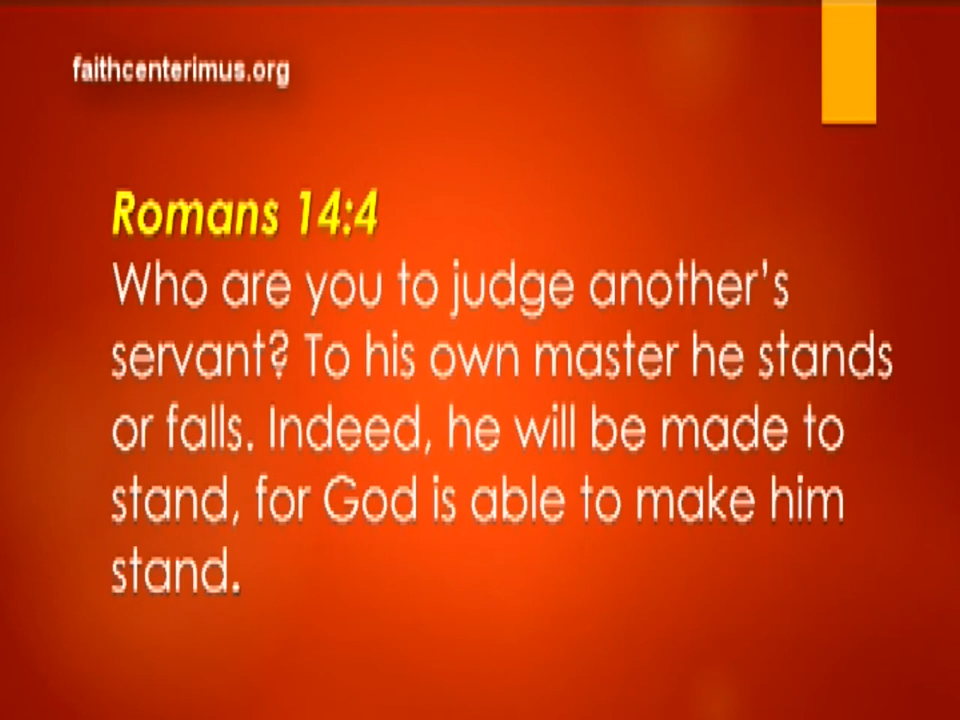 faithcenterimus.org
Romans 14:4
Who are you to judge another’s
servant? To his own master he stands
or falls. Indeed, he will be made to
stand, for God is able to make him
stand.